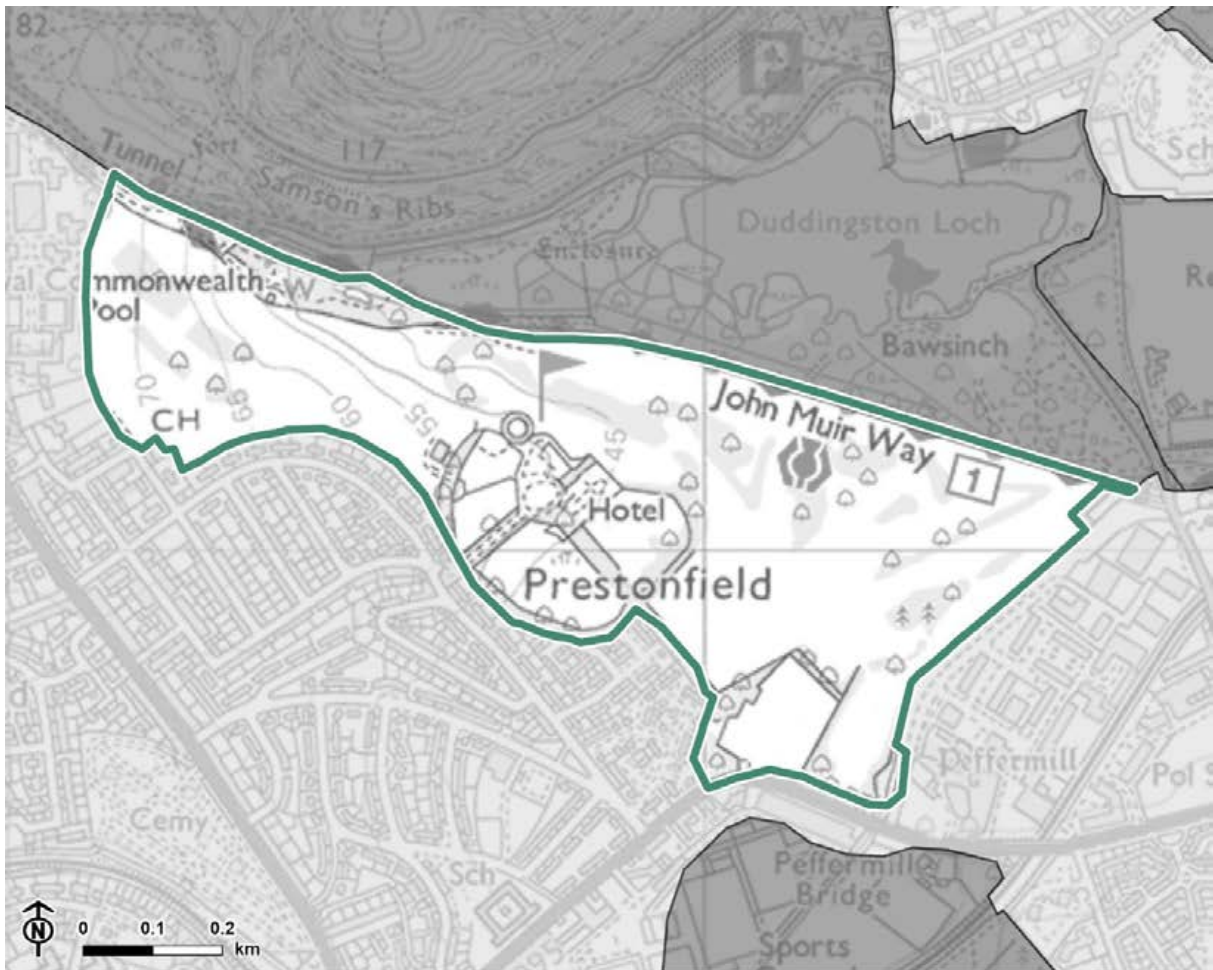 82
W
P
Spr
Tunnel
Fort
117
Samson's Ribs
Sch
Duddingston Loch
Enclosure
mmonwealth
Pool
W
Bawsinch
70
65
60
55
45
CH
John Muir Way
1
Hotel
Prestonfield
Peffermill
Pol S
Cemy
Sch
Peffermill
Bridge
Sports
N
0 0.1 0.2
km